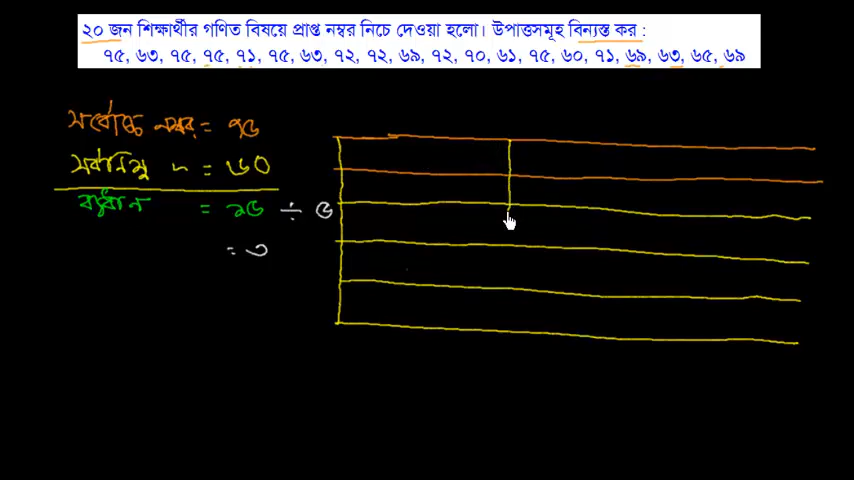 ২০ জন শিক্ষার্থীর গণিত বিষয়ে প্রাপ্ত নম্বর নিচে দেওয়া হলো। উপাত্তসমূহ বিন্যস্ত কর :
৭৫, ৬৩, ৭৫, ৭৫, ৭১, ৭৫, ৬৩, ৭২, ৭২, ৬৯, ৭২, ৭০, ৬১, ৭৫, ৬০, ৭১, ৬৯, ৬৩, ৬৫, ৬৯
সর্বোচ্চ নম্বর = ৭৫
সর্বনিম্ন " = ৬০
ব্যবধান = ১৫ ÷ ৫
= ৩